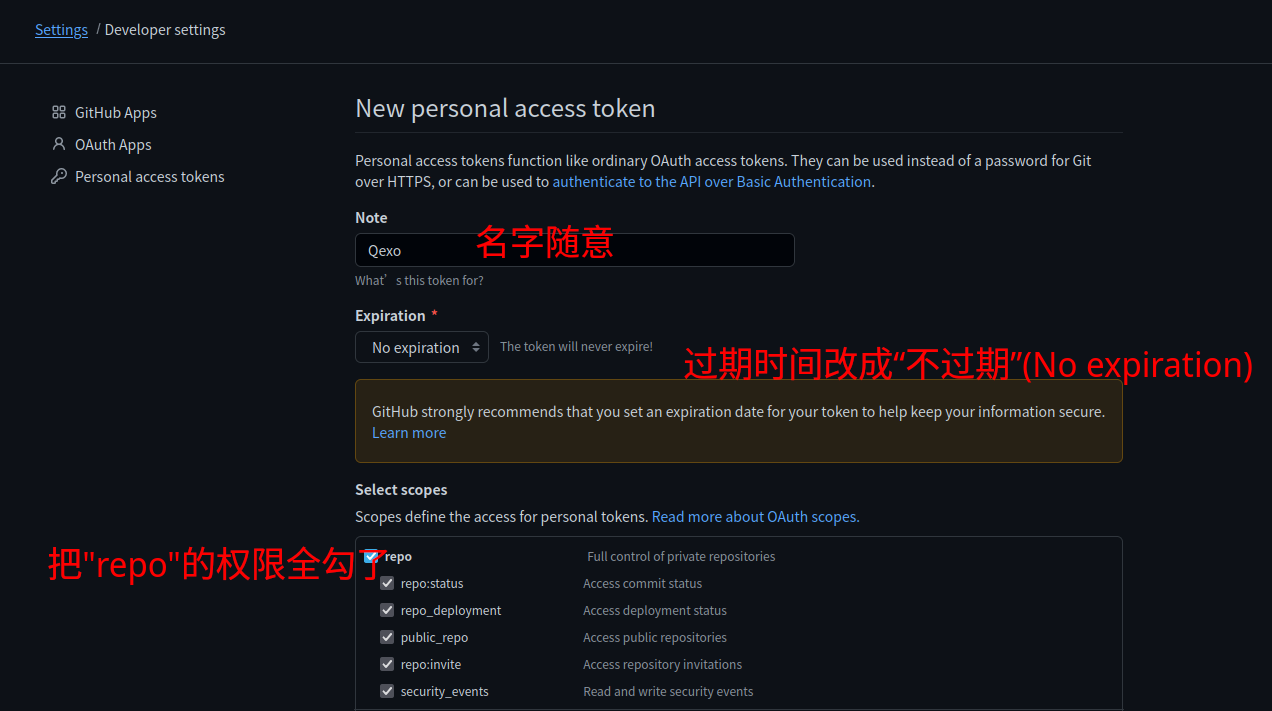 Settings / Developer settings
GitHub Apps
OAuth Apps
Personal access tokens
New personal access token
Personal access tokens function like ordinary OAuth access tokens. They can be used instead of a password for Git
over HTTPS, or can be used to authenticate to the API over Basic Authentication.
Note
Qexo
名字随意
What’s this token for?
Expiration *
No expiration
The token will never expire!
过期时间改成“不过期”(No expiration)
GitHub strongly recommends that you set an expiration date for your token to help keep your information secure.
Learn more
Select scopes
Scopes define the access for personal tokens. Read more about OAuth scopes.
把"repo"的权限全勾了
repo Full control of private repositories
repo:status Access commit status
repo_deployment Access deployment status
public_repo Access public repositories
repo:invite Access repository invitations
security_events Read and write security events